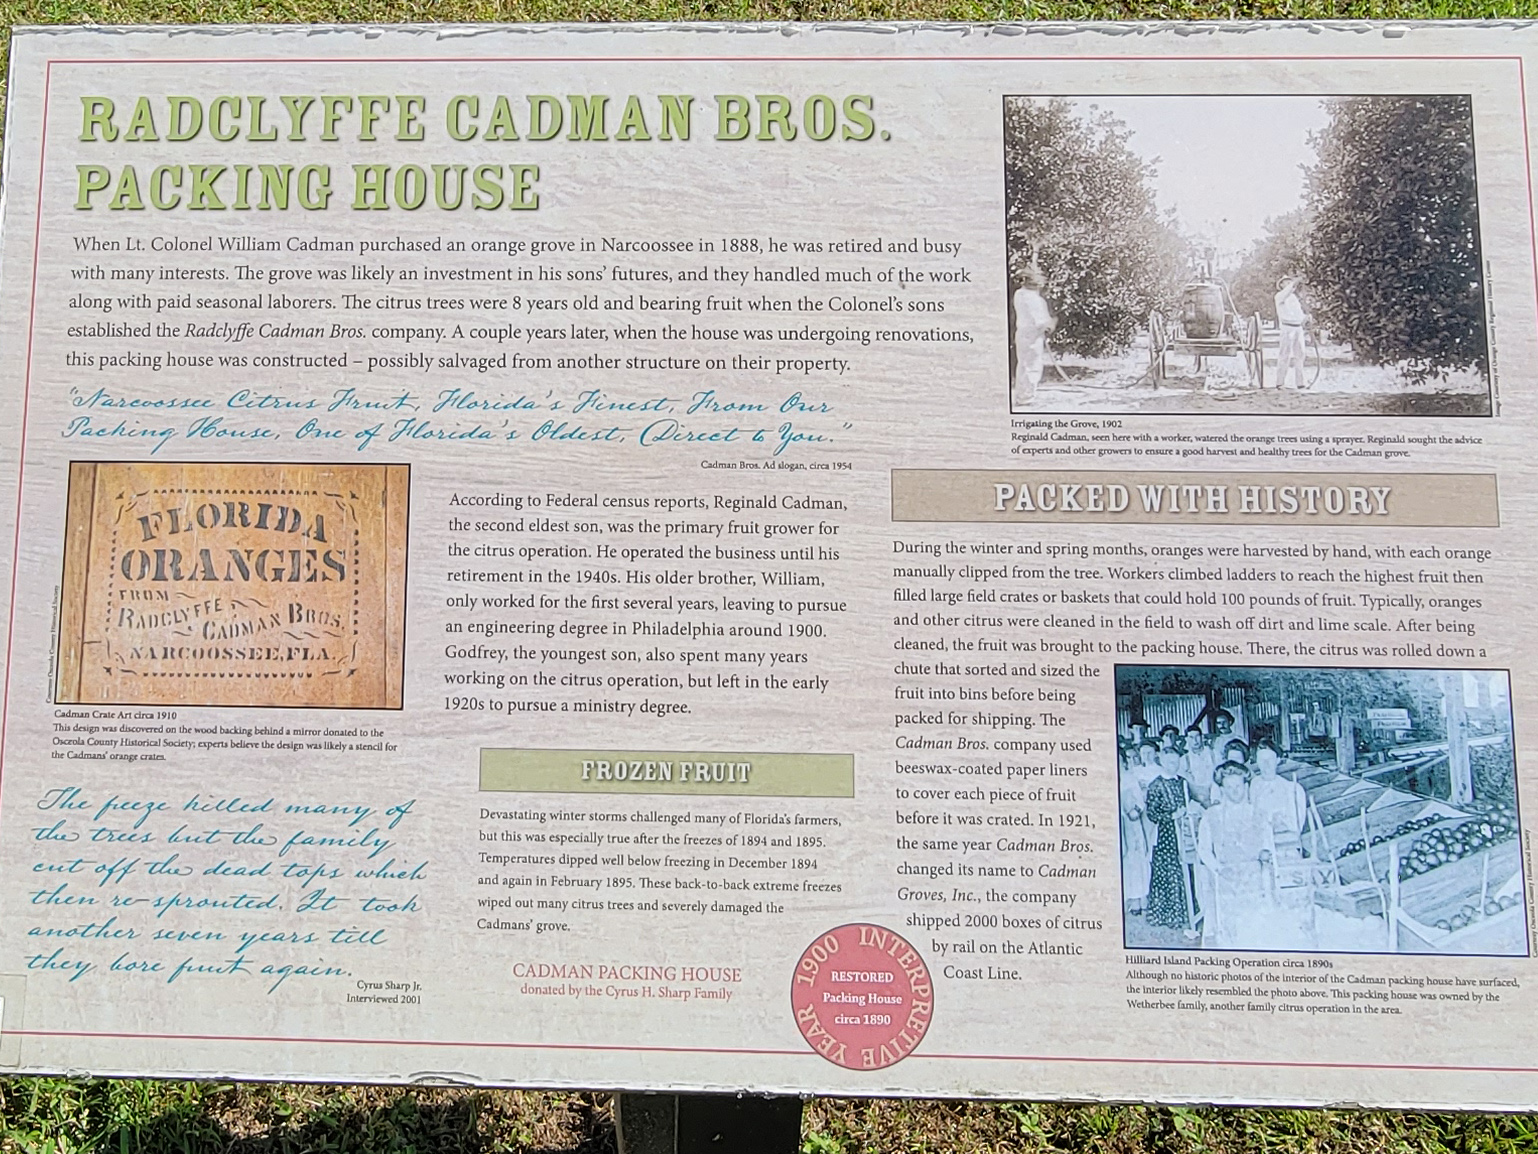 RADCLYFFE CADMAN BROS.
PACKING HOUSE
When Lt. Colonel William Cadman purchased an orange grove in Narcoossee in 1888, he was retired and busy
with many interests. The grove was likely an investment in his sons' futures, and they handled much of the work
along with paid seasonal laborers. The citrus trees were 8 years old and bearing fruit when the Colonel's sons
established the Radclyffe Cadman Bros. company. A couple years later, when the house was undergoing renovations,
this packing house was constructed – possibly salvaged from another structure on their property.
"Narcoossee Citrus Fruit, Florida's Finest, From Our
Packing House, One of Florida's Oldest, Direct to You."
Cadman Bros. Ad slogan, circa 1954
FLORIDA
ORANGES
FROM
RADCLYFFE
CADMAN BROS.
NARCOOSSEE, FLA.
Courtesy Osceola County Historical Society
Cadman Crate Art circa 1910
This design was discovered on the wood backing behind a mirror donated to the
Osceola County Historical Society; experts believe the design was likely a stencil for
the Cadmans' orange crates.
The freeze killed many of
the trees but the family
cut off the dead tops which
then re-sprouted. It took
another seven years till
they bore fruit again.
Cyrus Sharp Jr.
Interviewed 2001
According to Federal census reports, Reginald Cadman,
the second eldest son, was the primary fruit grower for
the citrus operation. He operated the business until his
retirement in the 1940s. His older brother, William,
only worked for the first several years, leaving to pursue
an engineering degree in Philadelphia around 1900.
Godfrey, the youngest son, also spent many years
working on the citrus operation, but left in the early
1920s to pursue a ministry degree.
FROZEN FRUIT
Devastating winter storms challenged many of Florida's farmers,
but this was especially true after the freezes of 1894 and 1895.
Temperatures dipped well below freezing in December 1894
and again in February 1895. These back-to-back extreme freezes
wiped out many citrus trees and severely damaged the
Cadmans' grove.
CADMAN PACKING HOUSE
donated by the Cyrus H. Sharp Family
1900 INTERPRETIVE YEAR
RESTORED
Packing House
circa 1890
Irrigating the Grove, 1902
Reginald Cadman, seen here with a worker, watered the orange trees using a sprayer. Reginald sought the advice
of experts and other growers to ensure a good harvest and healthy trees for the Cadman grove.
PACKED WITH HISTORY
During the winter and spring months, oranges were harvested by hand, with each orange
manually clipped from the tree. Workers climbed ladders to reach the highest fruit then
filled large field crates or baskets that could hold 100 pounds of fruit. Typically, oranges
and other citrus were cleaned in the field to wash off dirt and lime scale. After being
cleaned, the fruit was brought to the packing house. There, the citrus was rolled down a
chute that sorted and sized the
fruit into bins before being
packed for shipping. The
Cadman Bros. company used
beeswax-coated paper liners
to cover each piece of fruit
before it was crated. In 1921,
the same year Cadman Bros.
changed its name to Cadman
Groves, Inc., the company
shipped 2000 boxes of citrus
by rail on the Atlantic
Coast Line.
Courtesy Osceola County Historical Society
Hilliard Island Packing Operation circa 1890s
Although no historic photos of the interior of the Cadman packing house have surfaced,
the interior likely resembled the photo above. This packing house was owned by the
Wetherbee family, another family citrus operation in the area.